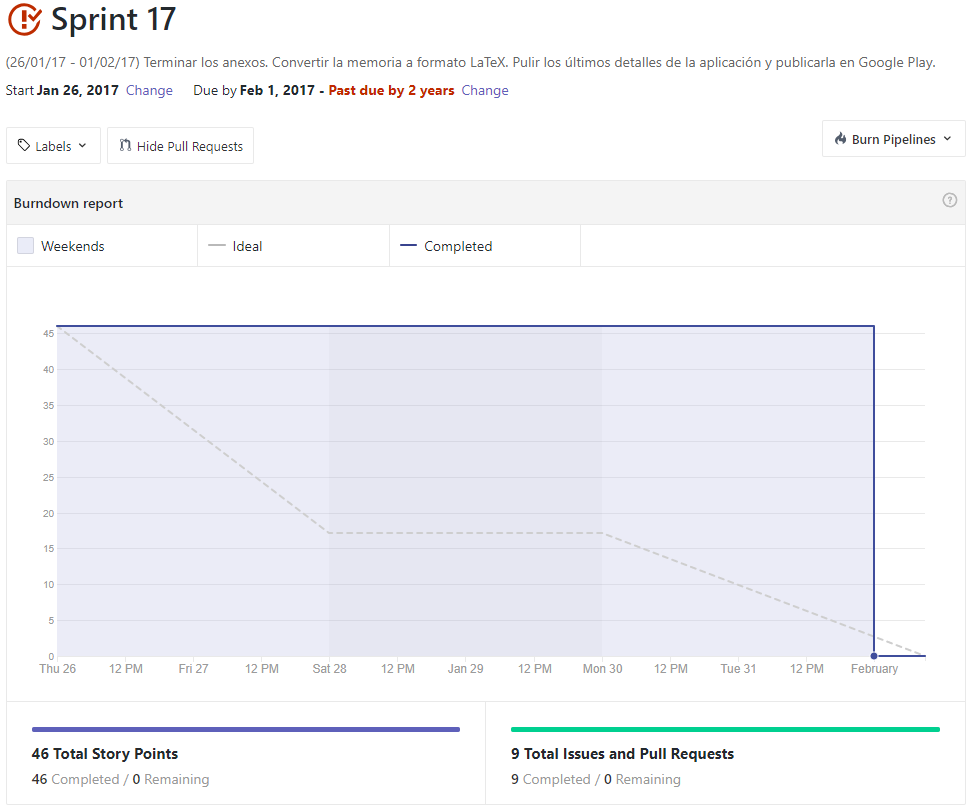 Sprint 17
(26/01/17 - 01/02/17) Terminar los anexos. Convertir la memoria a formato LaTeX. Pulir los últimos detalles de la aplicación y publicarla en Google Play.
Start Jan 26, 2017 Change Due by Feb 1, 2017 - Past due by 2 years Change
Labels Hide Pull Requests Burn Pipelines
Burndown report ?
Weekends Ideal Completed
45
40
35
30
25
20
15
10
5
0
Thu 26 12 PM Fri 27 12 PM Sat 28 12 PM Jan 29 12 PM Mon 30 12 PM Tue 31 12 PM February
46 Total Story Points 9 Total Issues and Pull Requests
46 Completed / 0 Remaining 9 Completed / 0 Remaining